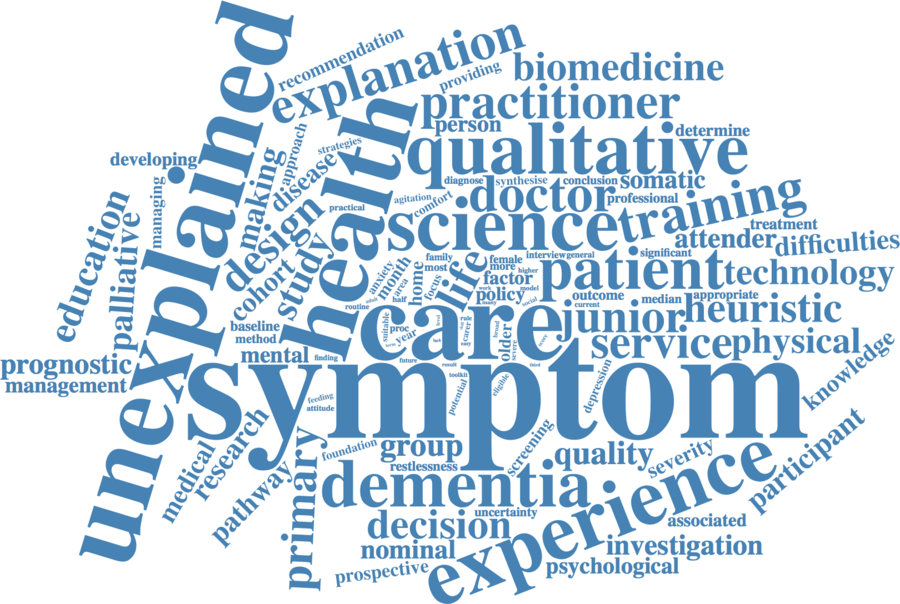 unexplained
recommendation
explanation
providing
biomedicine
practitioner
person
health
qualitative
determine
developing
managing
making
disease
approach
strategies
diagnose
synthesise
conclusion
somatic
doctor
professional
practical
agitation
comfort
science
training
education
palliative
design
cohort
study
treatment
attender
difficulties
anxiety
month
area
half
home
family
most
focus
life
female
more
higher
interview
general
significant
factor
work
model
policy
many
social
patient
technology
outcome
current
median
appropriate
routine
adult
care
junior
heuristic
baseline
method
suitable
proc
year
level
rule
carer
easy
broad
older
severe
service
physical
knowledge
prognostic
management
mental
finding
future
result
third
symptom
feeding
attitude
toolkit
potential
eligible
depression
medical
research
pathway
primary
foundation
group
restlessness
screening
quality
severity
participant
dementia
experience
uncertainty
decision
associated
nominal
investigation
prospective
psychological